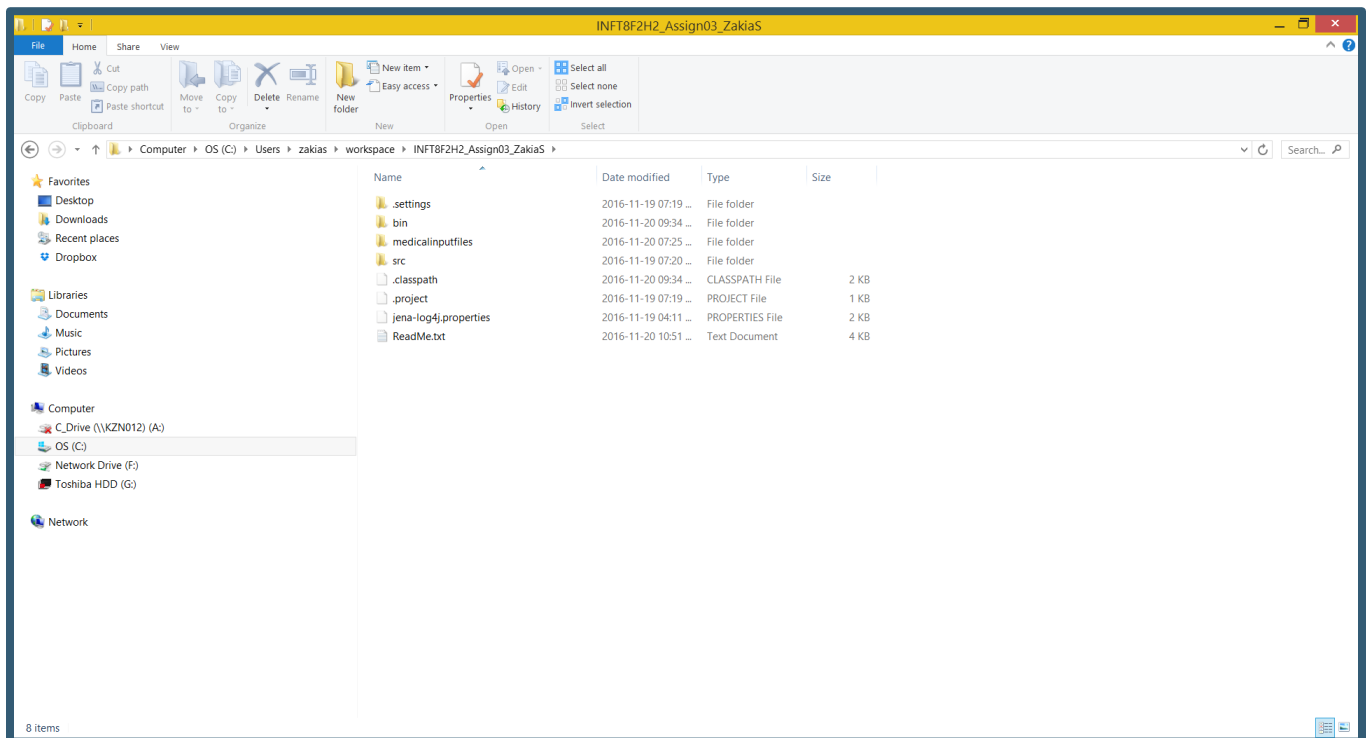 INFT8F2H2_Assign03_ZakiaS
File Home Share View
Copy Paste Cut Copy path Paste shortcut
Move to Copy to Delete Rename New folder
New item Easy access Properties Open Edit History
Select all Select none Invert selection
Clipboard Organize New Open Select
Computer OS (C:) Users zakias workspace INFT8F2H2_Assign03_ZakiaS Search...
Favorites
Desktop
Downloads
Recent places
Dropbox
Libraries
Documents
Music
Pictures
Videos
Computer
C_Drive (\\KZN012) (A:)
OS (C:)
Network Drive (F:)
Toshiba HDD (G:)
Network
Name Date modified Type Size
.settings 2016-11-19 07:19 ... File folder
bin 2016-11-20 09:34 ... File folder
medicalinputfiles 2016-11-20 07:25 ... File folder
src 2016-11-19 07:20 ... File folder
.classpath 2016-11-20 09:34 ... CLASSPATH File 2 KB
.project 2016-11-19 07:19 ... PROJECT File 1 KB
jena-log4j.properties 2016-11-19 04:11 ... PROPERTIES File 2 KB
ReadMe.txt 2016-11-20 10:51 ... Text Document 4 KB
8 items